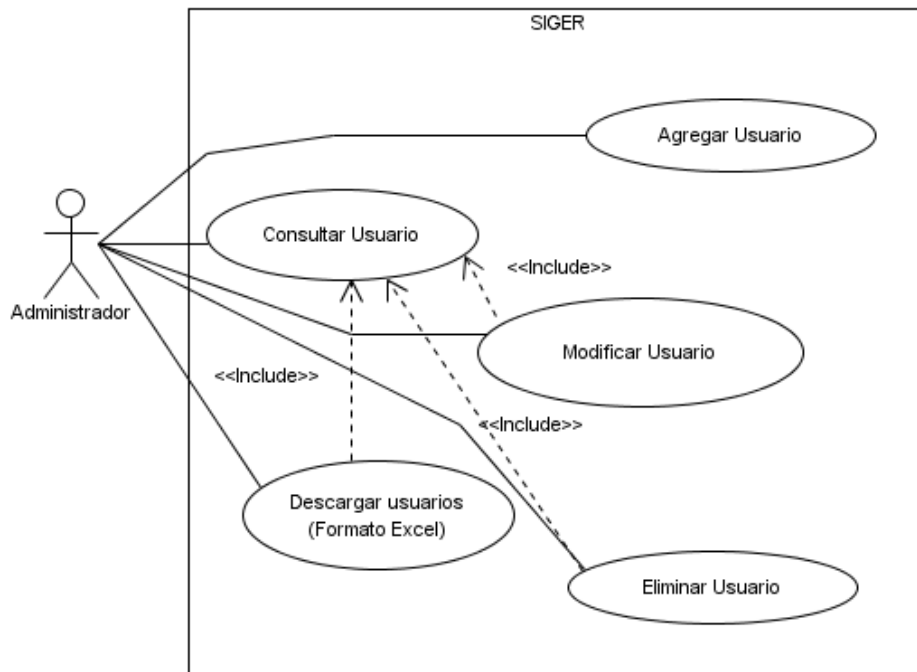 SIGER
Agregar Usuario
Consultar Usuario
<<Include>>
Administrador
Modificar Usuario
<<Include>>
<<Include>>
Descargar usuarios
(Formato Excel)
Eliminar Usuario